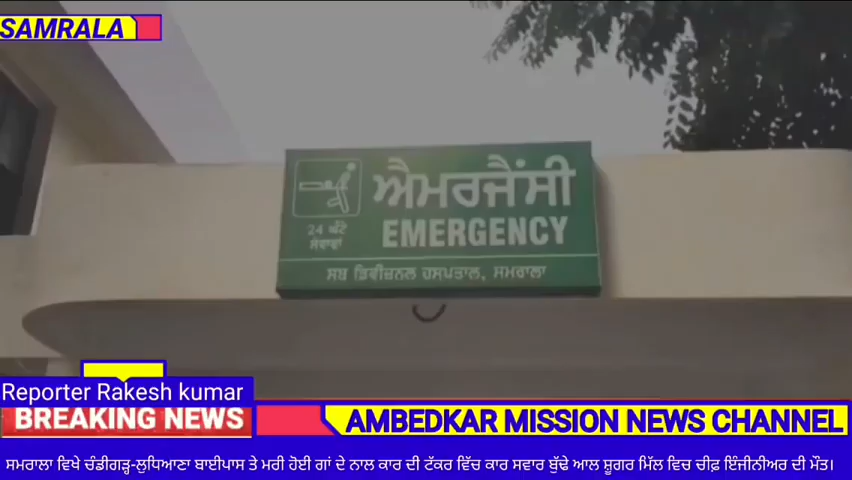 SAMRALA
ਐਮਰਜੈਂਸੀ
24 ਘੰਟੇ
ਸੇਵਾਵਾਂ
EMERGENCY
ਸਬ ਡਿਵੀਜ਼ਨਲ ਹਸਪਤਾਲ, ਸਮਰਾਲਾ
Reporter Rakesh kumar
BREAKING NEWS
AMBEDKAR MISSION NEWS CHANNEL
ਸਮਰਾਲਾ ਵਿਖੇ ਚੰਡੀਗੜ੍ਹ-ਲੁਧਿਆਣਾ ਬਾਈਪਾਸ ਤੇ ਮਰੀ ਹੋਈ ਗਾਂ ਦੇ ਨਾਲ ਕਾਰ ਦੀ ਟੱਕਰ ਵਿੱਚ ਕਾਰ ਸਵਾਰ ਬੁੱਢੇ ਆਲ ਸ਼ੂਗਰ ਮਿੱਲ ਵਿਚ ਚੀਫ਼ ਇੰਜੀਨੀਅਰ ਦੀ ਮੌਤ।